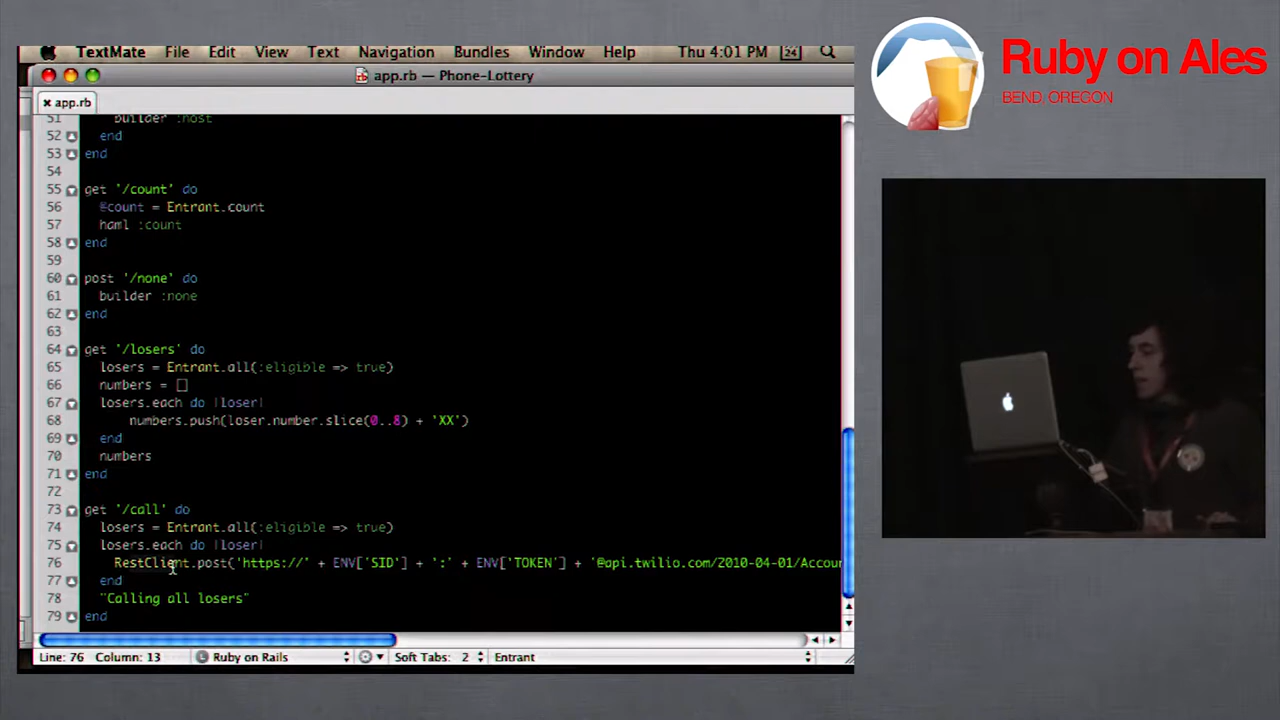 TextMate File Edit View Text Navigation Bundles Window Help Thu 4:01 PM 24
app.rb — Phone-Lottery
app.rb
51 builder :host
52 end
53 end
54
55 get '/count' do
56 @count = Entrant.count
57 haml :count
58 end
59
60 post '/none' do
61 builder :none
62 end
63
64 get '/losers' do
65 losers = Entrant.all(:eligible => true)
66 numbers = []
67 losers.each do |loser|
68 numbers.push(loser.number.slice(0..8) + 'XX')
69 end
70 numbers
71 end
72
73 get '/call' do
74 losers = Entrant.all(:eligible => true)
75 losers.each do |loser|
76 RestClient.post('https://' + ENV['SID'] + ':' + ENV['TOKEN'] + '@api.twilio.com/2010-04-01/Accour
77 end
78 "Calling all losers"
79 end
Line: 76 Column: 13 Ruby on Rails Soft Tabs: 2 Entrant
Ruby on Ales
BEND OREGON